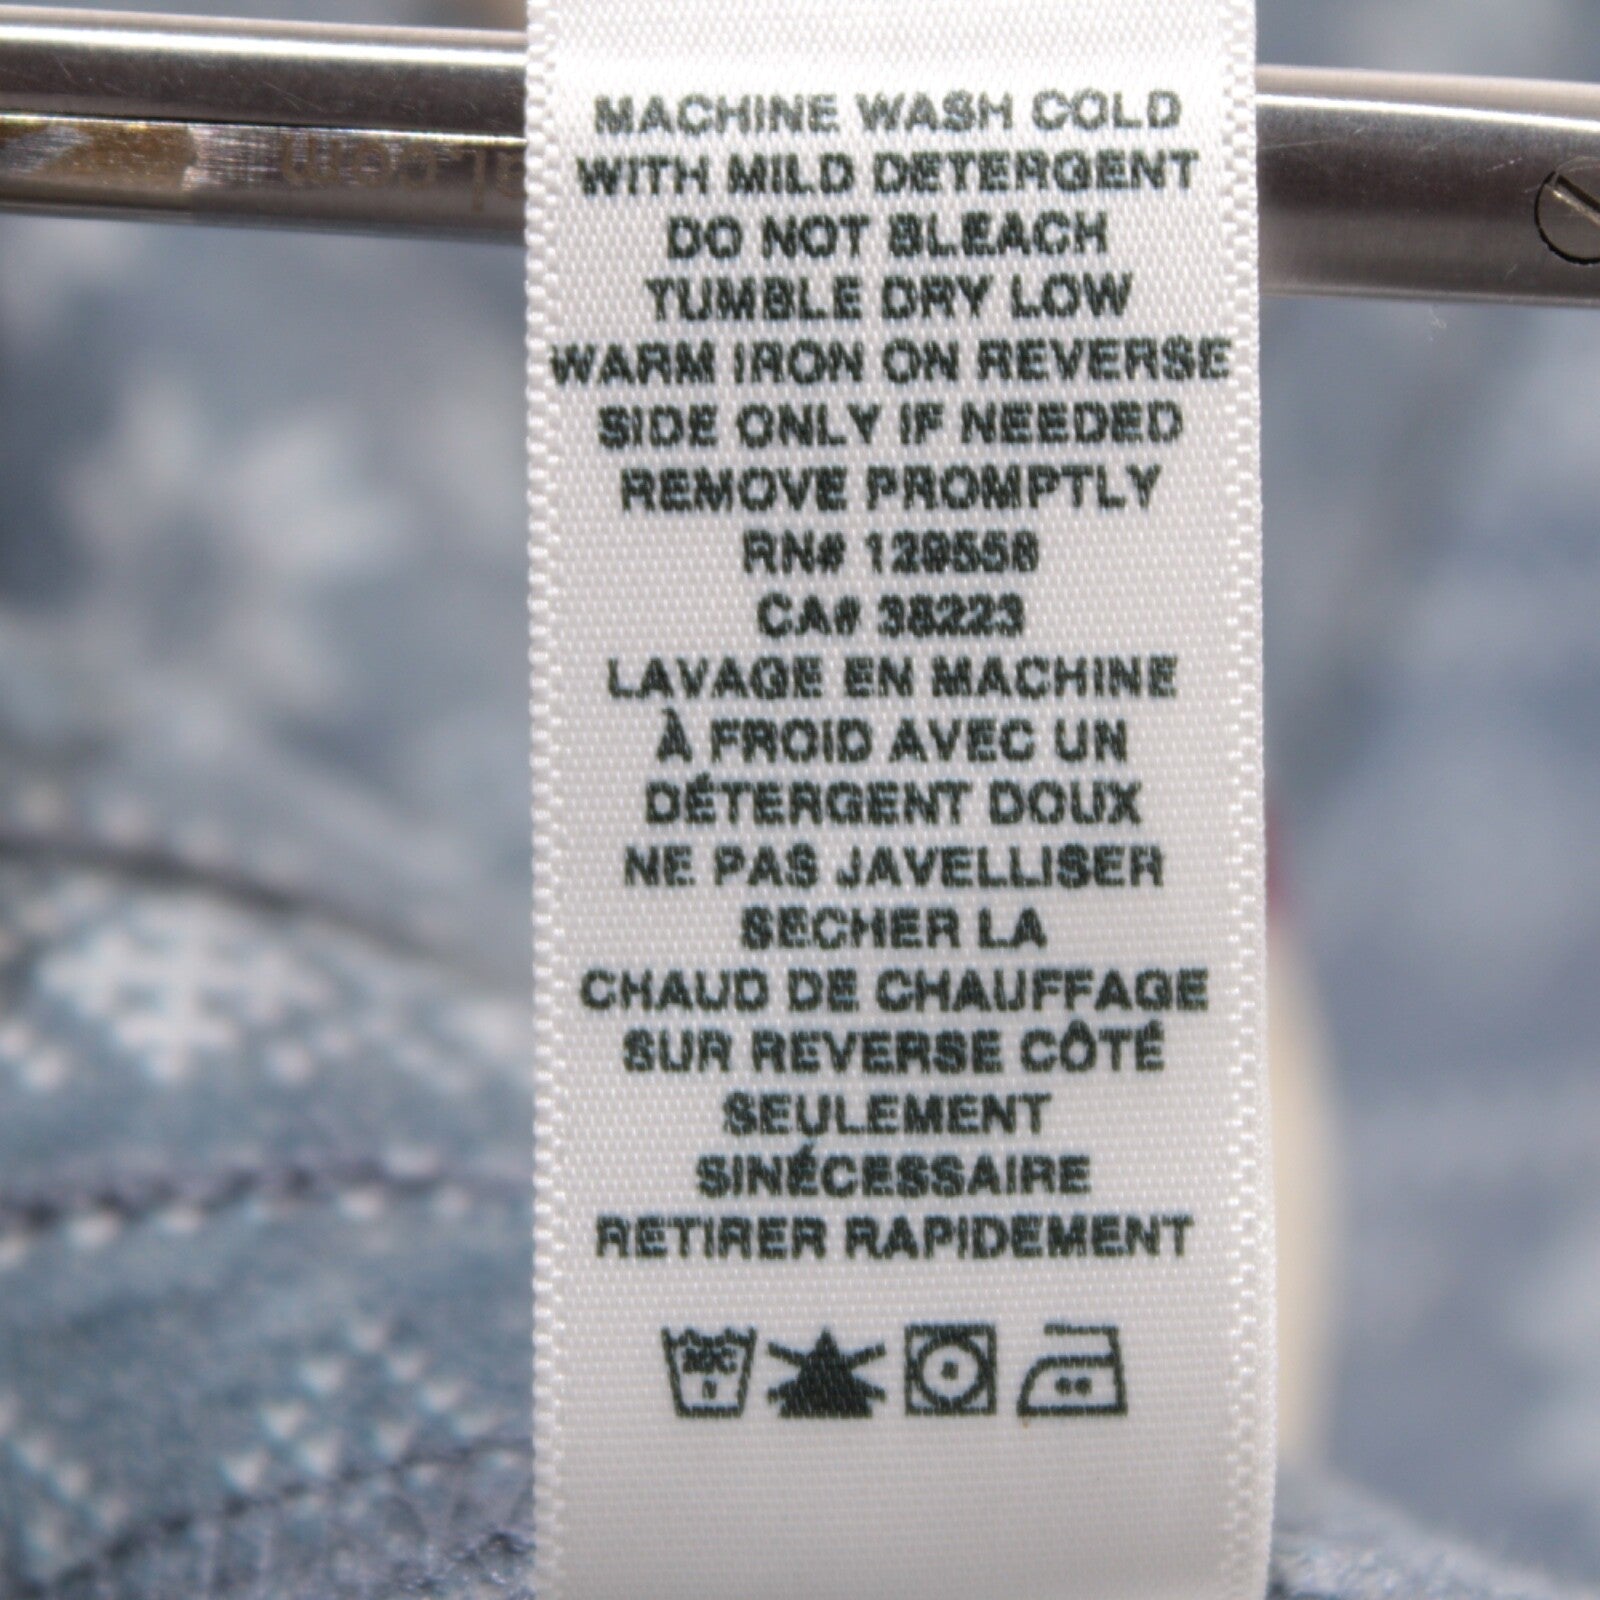 MACHINE WASH COLD
WITH MILD DETERGENT
DO NOT BLEACH
TUMBLE DRY LOW
WARM IRON ON REVERSE
SIDE ONLY IF NEEDED
REMOVE PROMPTLY
RN# 129558
CA# 38223
LAVAGE EN MACHINE
À FROID AVEC UN
DÉTERGENT DOUX
NE PAS JAVELLISER
SECHER LA
CHAUD DE CHAUFFAGE
SUR REVERSE CÔTÉ
SEULEMENT
SINÉCESSAIRE
RETIRER RAPIDEMENT